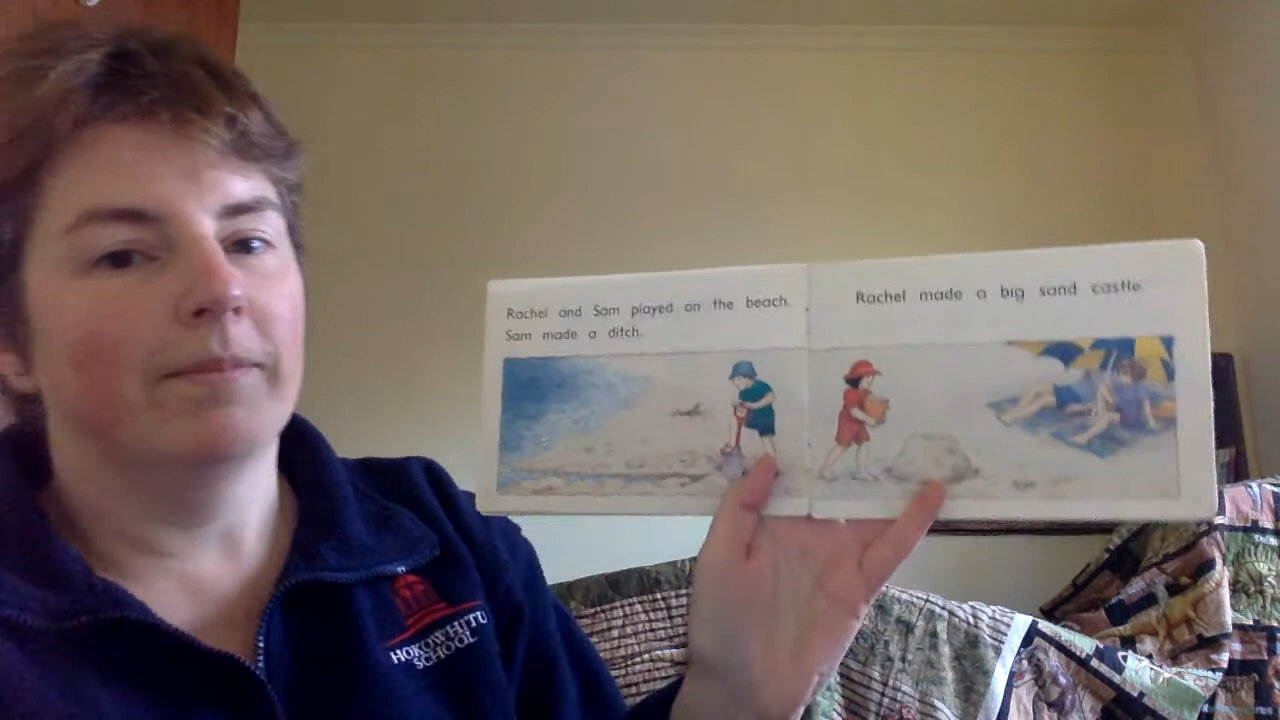 Rachel and Sam played on the beach.
Sam made a ditch.
Rachel made a big sand castle.
HOKOWHITU
SCHOOL